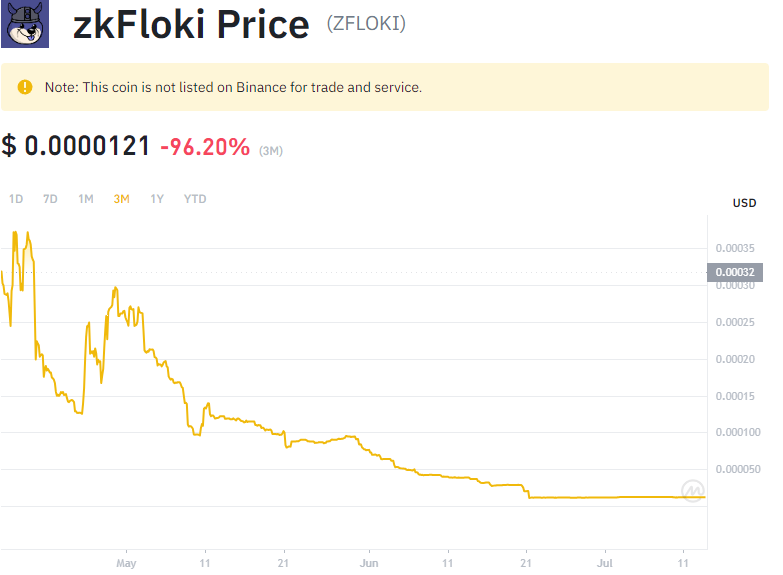 zkFloki Price (ZFLOKI)
Note: This coin is not listed on Binance for trade and service.
$ 0.0000121 -96.20% (3M)
1D 7D 1M 3M 1Y YTD
USD
0.00035
0.00032
0.00030
0.00025
0.00020
0.00015
0.000100
0.000050
May 11 21 Jun 11 21 Jul 11